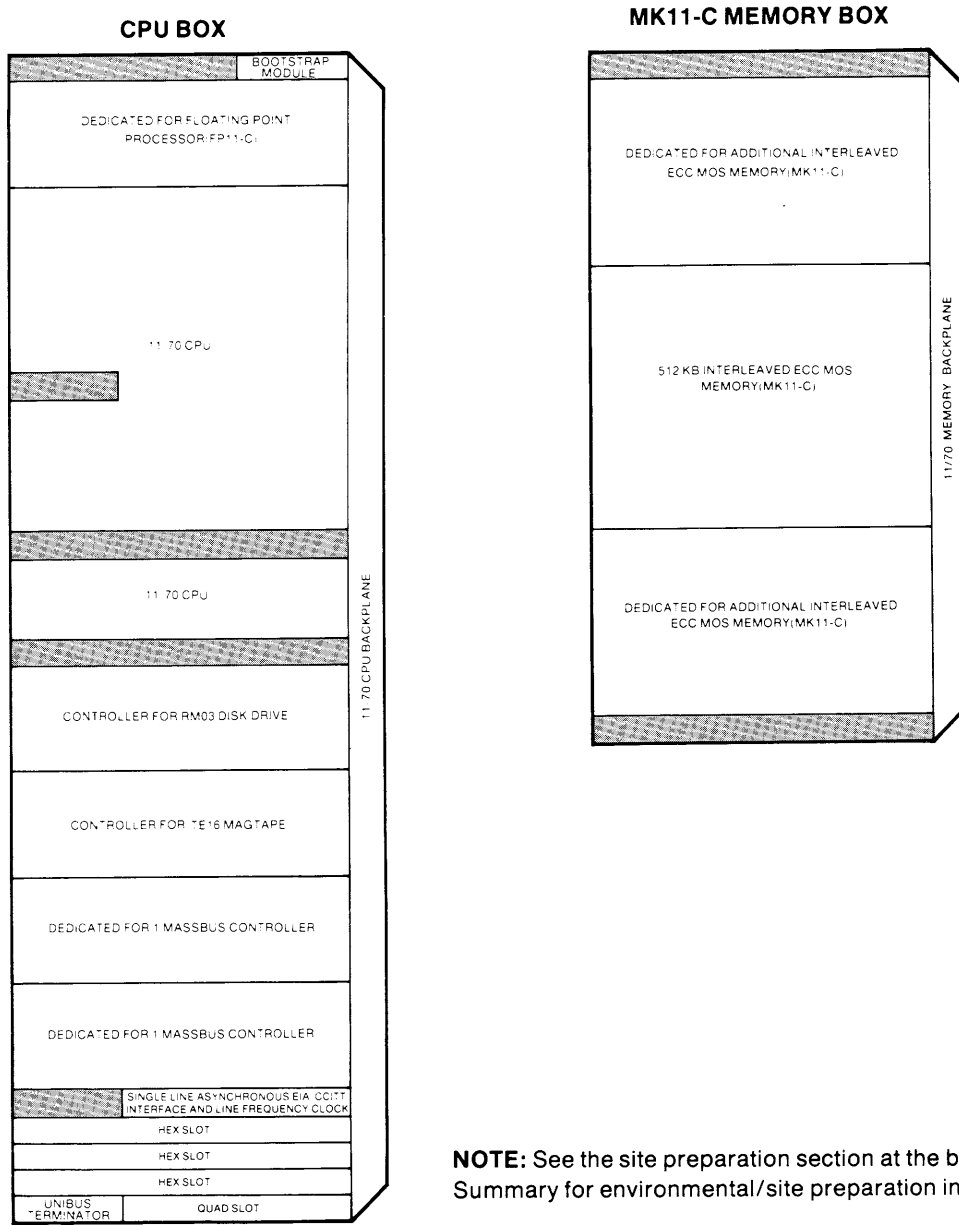 CPU BOX
BOOTSTRAP
MODULE
DEDICATED FOR FLOATING POINT
PROCESSOR(FP11-C)
11/70 CPU
11/70 CPU
CONTROLLER FOR RM03 DISK DRIVE
CONTROLLER FOR TE16 MAGTAPE
DEDICATED FOR 1 MASSBUS CONTROLLER
DEDICATED FOR 1 MASSBUS CONTROLLER
SINGLE LINE ASYNCHRONOUS EIA/CCITT
INTERFACE AND LINE FREQUENCY CLOCK
HEX SLOT
HEX SLOT
HEX SLOT
UNIBUS
TERMINATOR
QUAD SLOT
11/70 CPU BACKPLANE
MK11-C MEMORY BOX
DEDICATED FOR ADDITIONAL INTERLEAVED
ECC MOS MEMORY(MK11-C)
512 KB INTERLEAVED ECC MOS
MEMORY(MK11-C)
DEDICATED FOR ADDITIONAL INTERLEAVED
ECC MOS MEMORY(MK11-C)
11/70 MEMORY BACKPLANE
NOTE: See the site preparation section at the b
Summary for environmental/site preparation in